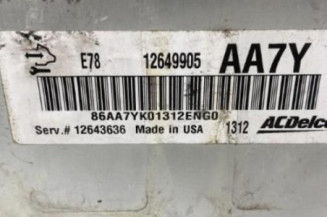 E78 12649905 AA7Y
86AA7YK01312ENG0
Serv.# 12643636 Made in USA 1312 ACDelco